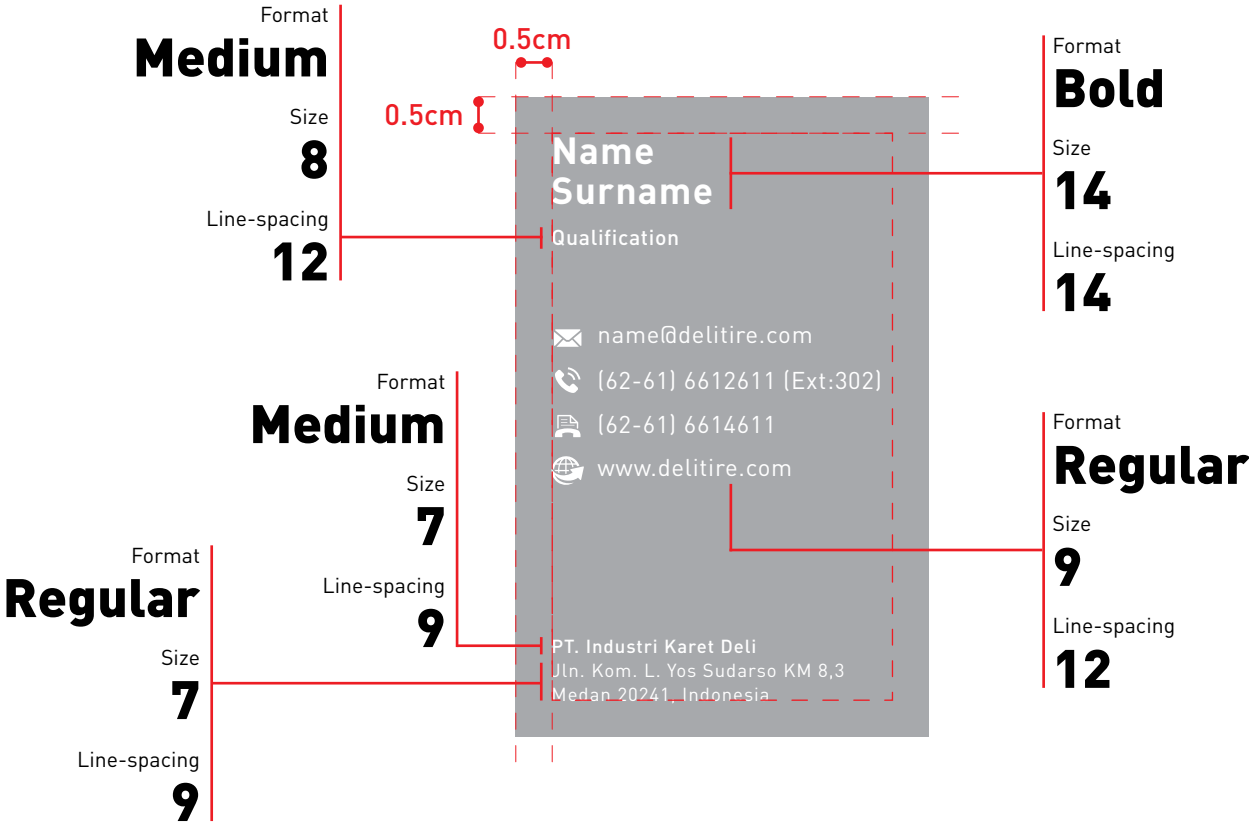 Format
Medium
Size
8
Line-spacing
12
0.5cm
0.5cm
Name
Surname
Qualification
name@delitire.com
(62-61) 6612611 (Ext:302)
(62-61) 6614611
www.delitire.com
PT. Industri Karet Deli
Jln. Kom. L. Yos Sudarso KM 8,3
Medan 20241, Indonesia
Format
Bold
Size
14
Line-spacing
14
Format
Medium
Size
7
Line-spacing
9
Format
Regular
Size
9
Line-spacing
12
Format
Regular
Size
7
Line-spacing
9